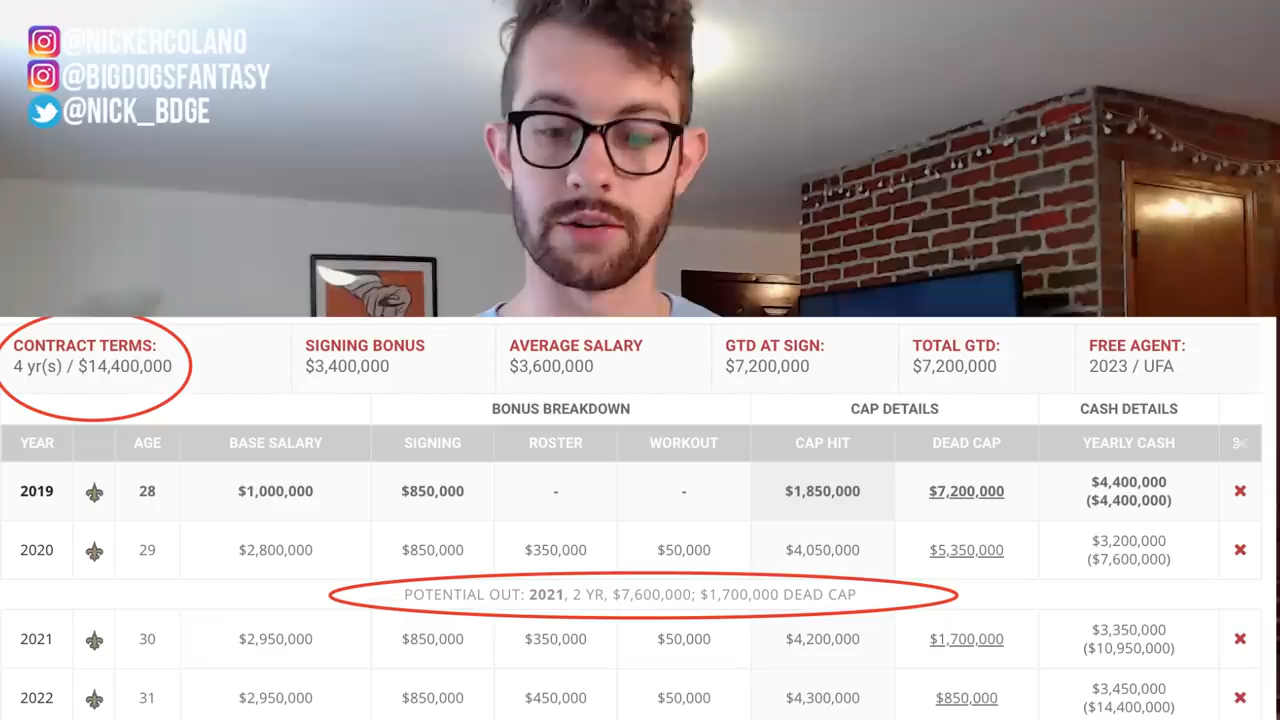 @NICKERCOLANO
@BIGDOGSFANTASY
@NICK_BDGE
CONTRACT TERMS: SIGNING BONUS AVERAGE SALARY GTD AT SIGN: TOTAL GTD: FREE AGENT:
4 yr(s) / $14,400,000 $3,400,000 $3,600,000 $7,200,000 $7,200,000 2023 / UFA
BONUS BREAKDOWN CAP DETAILS CASH DETAILS
YEAR AGE BASE SALARY SIGNING ROSTER WORKOUT CAP HIT DEAD CAP YEARLY CASH
2019 28 $1,000,000 $850,000 - - $1,850,000 $7,200,000 $4,400,000
($4,400,000)
2020 29 $2,800,000 $850,000 $350,000 $50,000 $4,050,000 $5,350,000 $3,200,000
($7,600,000)
POTENTIAL OUT: 2021, 2 YR, $7,600,000; $1,700,000 DEAD CAP
2021 30 $2,950,000 $850,000 $350,000 $50,000 $4,200,000 $1,700,000 $3,350,000
($10,950,000)
2022 31 $2,950,000 $850,000 $450,000 $50,000 $4,300,000 $850,000 $3,450,000
($14,400,000)